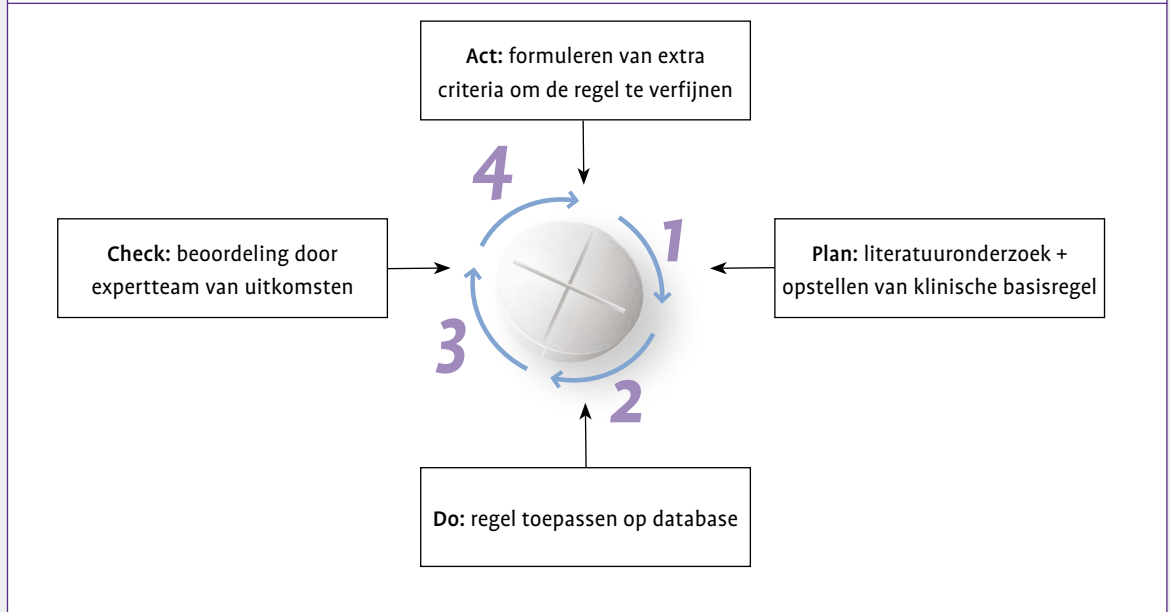 Act: formuleren van extra
criteria om de regel te verfijnen
4
1
Check: beoordeling door
expertteam van uitkomsten
Plan: literatuuronderzoek +
opstellen van klinische basisregel
3
2
Do: regel toepassen op database